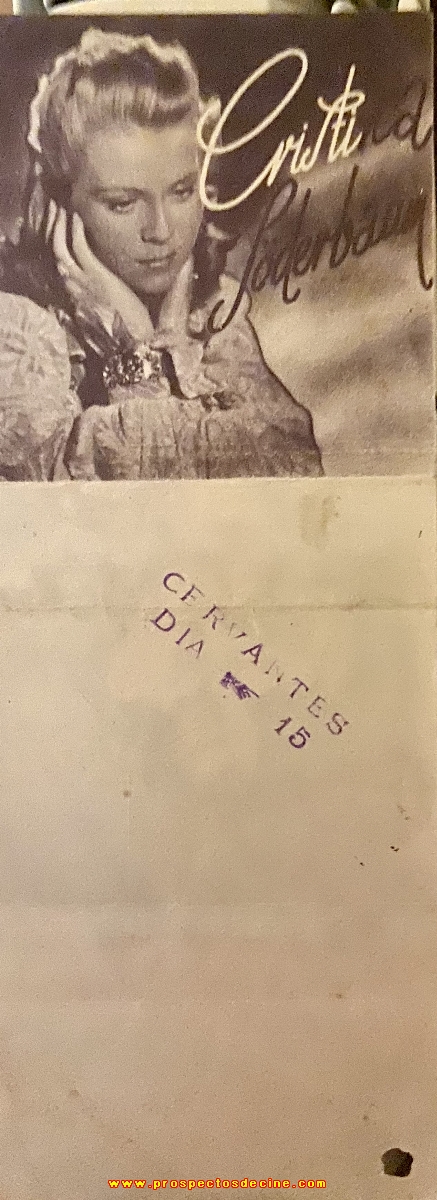 Cristina
Söderbaum
CERVANTES
DIA 15
www.prospectosdecine.com